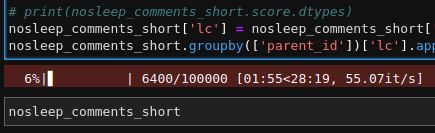 # print(nosleep_comments_short.score.dtypes)
nosleep_comments_short['lc'] = nosleep_comments_short[
nosleep_comments_short.groupby(['parent_id'])['lc'].app
6%| | 6400/100000 [01:55<28:19, 55.07it/s]
nosleep_comments_short